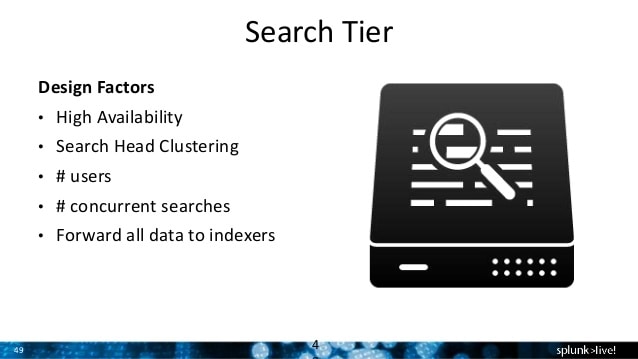 Search Tier
Design Factors
• High Availability
• Search Head Clustering
• # users
• # concurrent searches
• Forward all data to indexers
49
4
splunk>live!